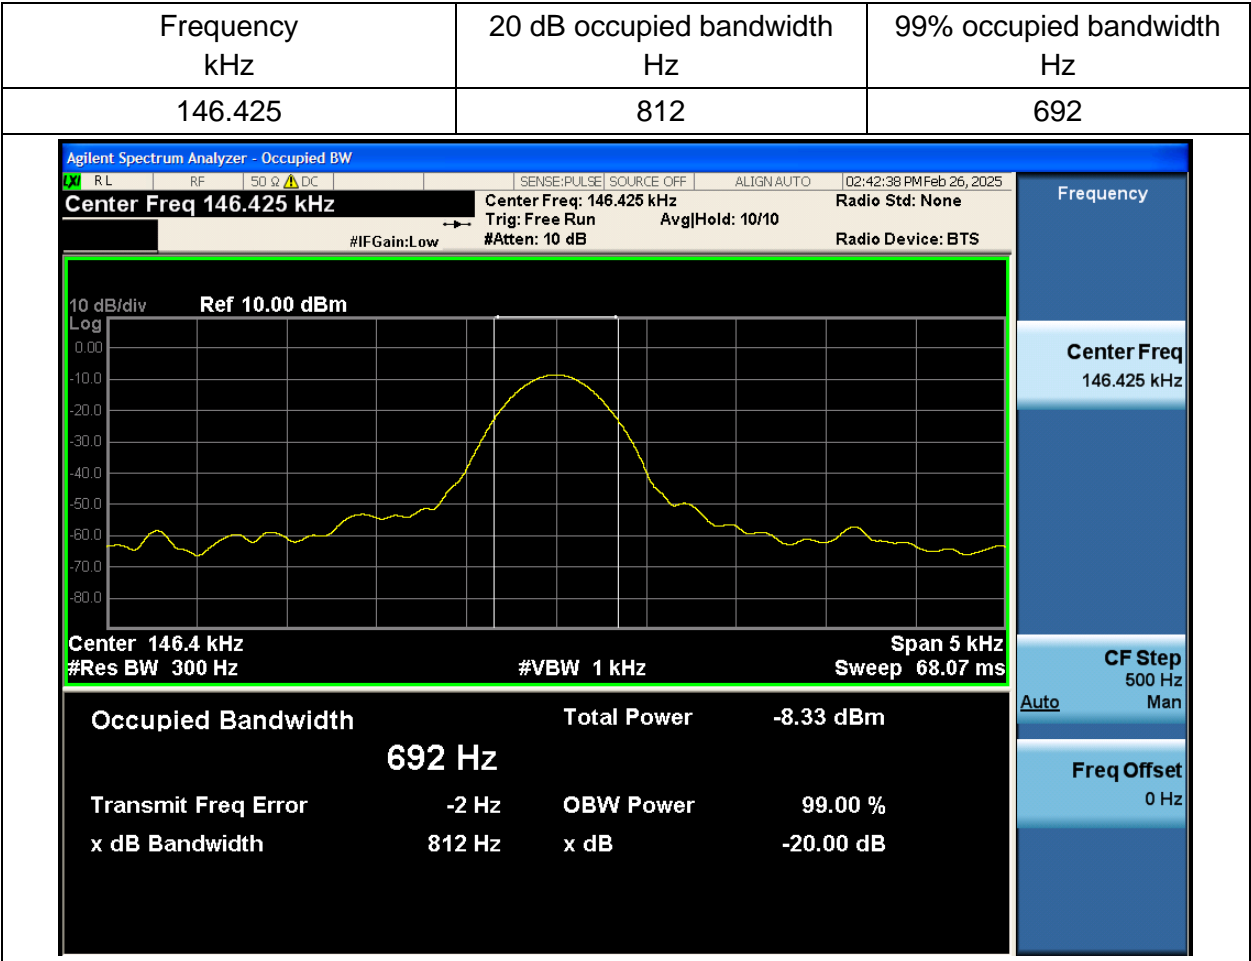 Frequency
kHz
20 dB occupied bandwidth
Hz
99% occupied bandwidth
Hz
146.425 812 692
Agilent Spectrum Analyzer - Occupied BW
LXI RL RF 50 Ω DC SENSE:PULSE SOURCE OFF ALIGN AUTO 02:42:38 PM Feb 26, 2025
Center Freq 146.425 kHz
Center Freq: 146.425 kHz Radio Std: None
Trig: Free Run Avg|Hold: 10/10
#IFGain:Low #Atten: 10 dB Radio Device: BTS
10 dB/div Ref 10.00 dBm
Log
0.00
-10.0
-20.0
-30.0
-40.0
-50.0
-60.0
-70.0
-80.0
Center 146.4 kHz Span 5 kHz
#Res BW 300 Hz #VBW 1 kHz Sweep 68.07 ms
Occupied Bandwidth Total Power -8.33 dBm
692 Hz
Transmit Freq Error -2 Hz OBW Power 99.00 %
x dB Bandwidth 812 Hz x dB -20.00 dB
Frequency
Center Freq
146.425 kHz
CF Step
500 Hz
Auto Man
Freq Offset
0 Hz